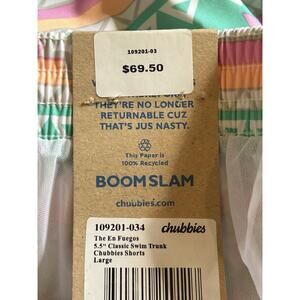 109201-03
$69.50
THEY'RE NO LONGER
RETURNABLE CUZ
THAT'S JUS NASTY.
This Paper is
100% Recycled
BOOMSLAM
chubbies.com
109201-034 chubbies
The En Fuegos
5.5" Classic Swim Trunk
Chubbies Shorts
Large